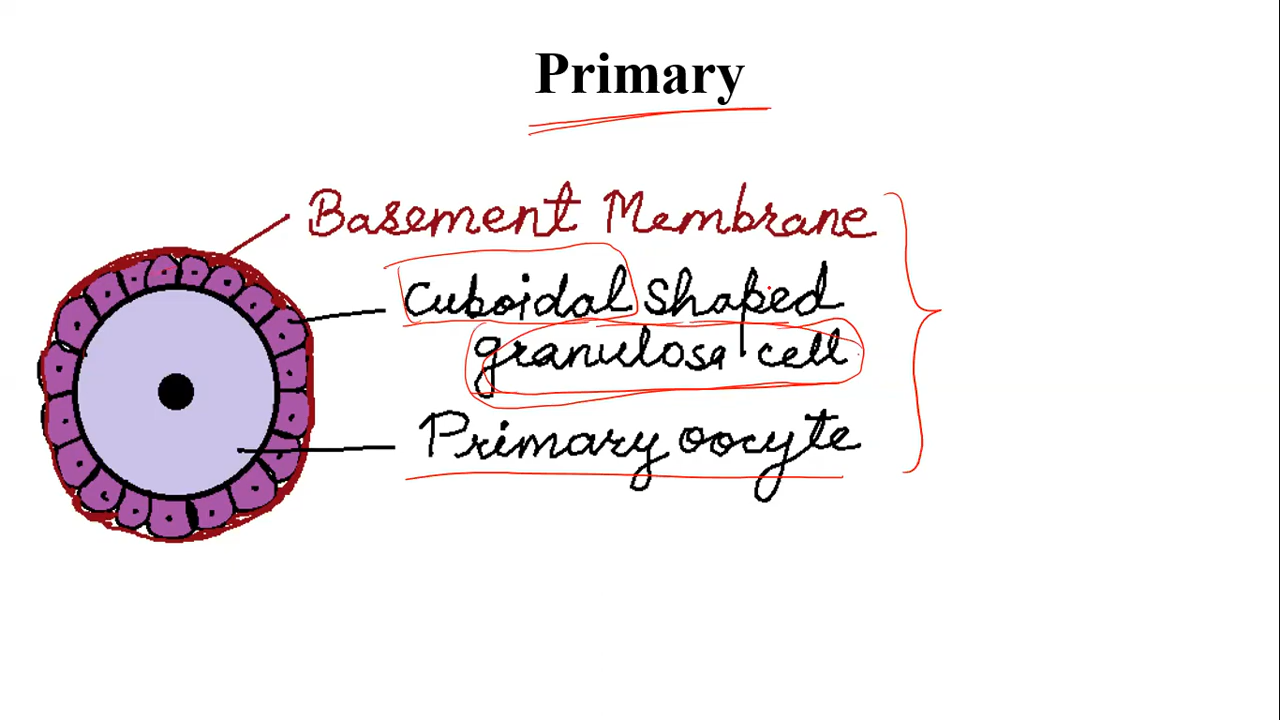 Primary
Basement Membrane
Cuboidal shaped
granulosa cell
Primary oocyte